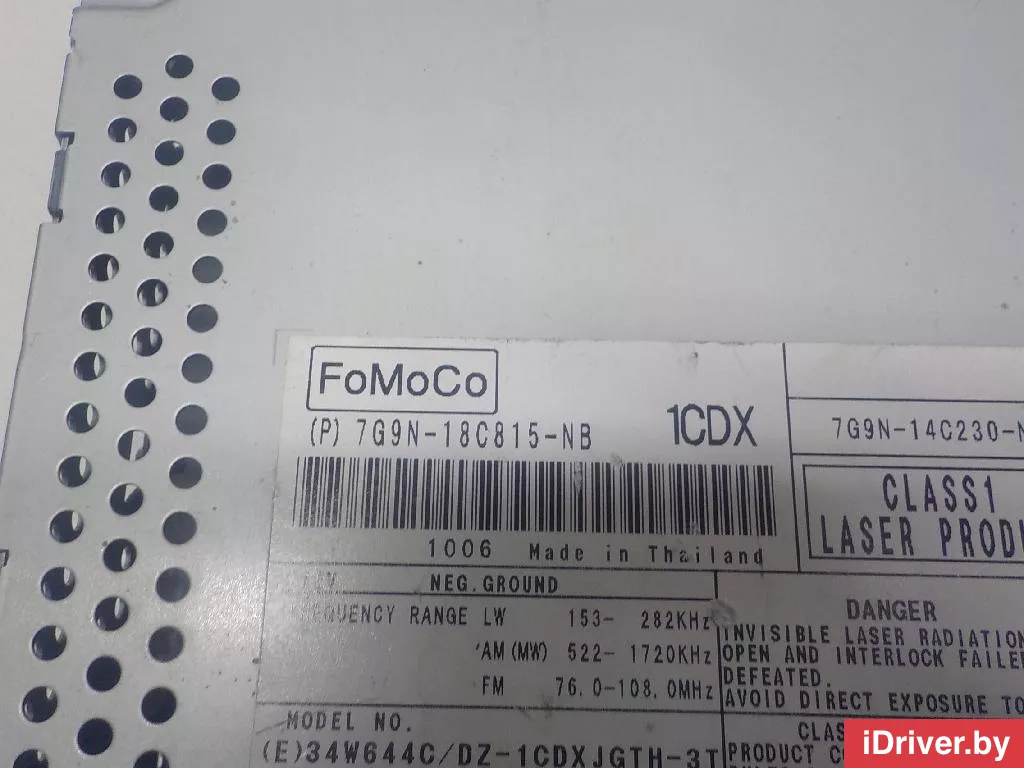 FoMoCo
(P) 7G9N-18C815-NB
1CDX
1006 Made in Thailand
NEG.GROUND
FREQUENCY RANGE LW 153- 282KHz
AM(MW) 522- 1720KHz
FM 76.0-108.0MHz
MODEL NO.
(E)34W644C/DZ-1CDXJGTH-3T
7G9N-14C230-N
CLASS1
LASER PRODU
DANGER
INVISIBLE LASER RADIATION
OPEN AND INTERLOCK FAILE
DEFEATED.
AVOID DIRECT EXPOSURE TO
CLAS
PRODUCT C
iDriver.by